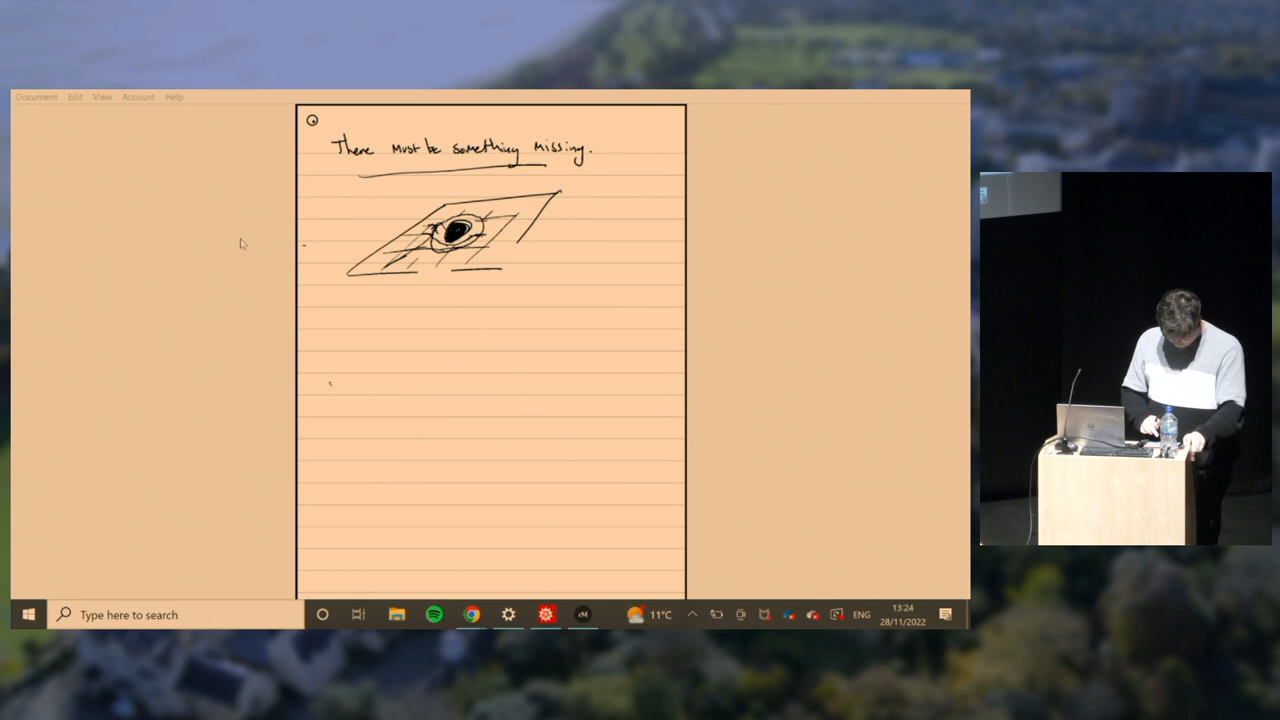 Document Edit View Account Help
There must be something missing.
Type here to search
11°C
ENG
13:24
28/11/2022
rM